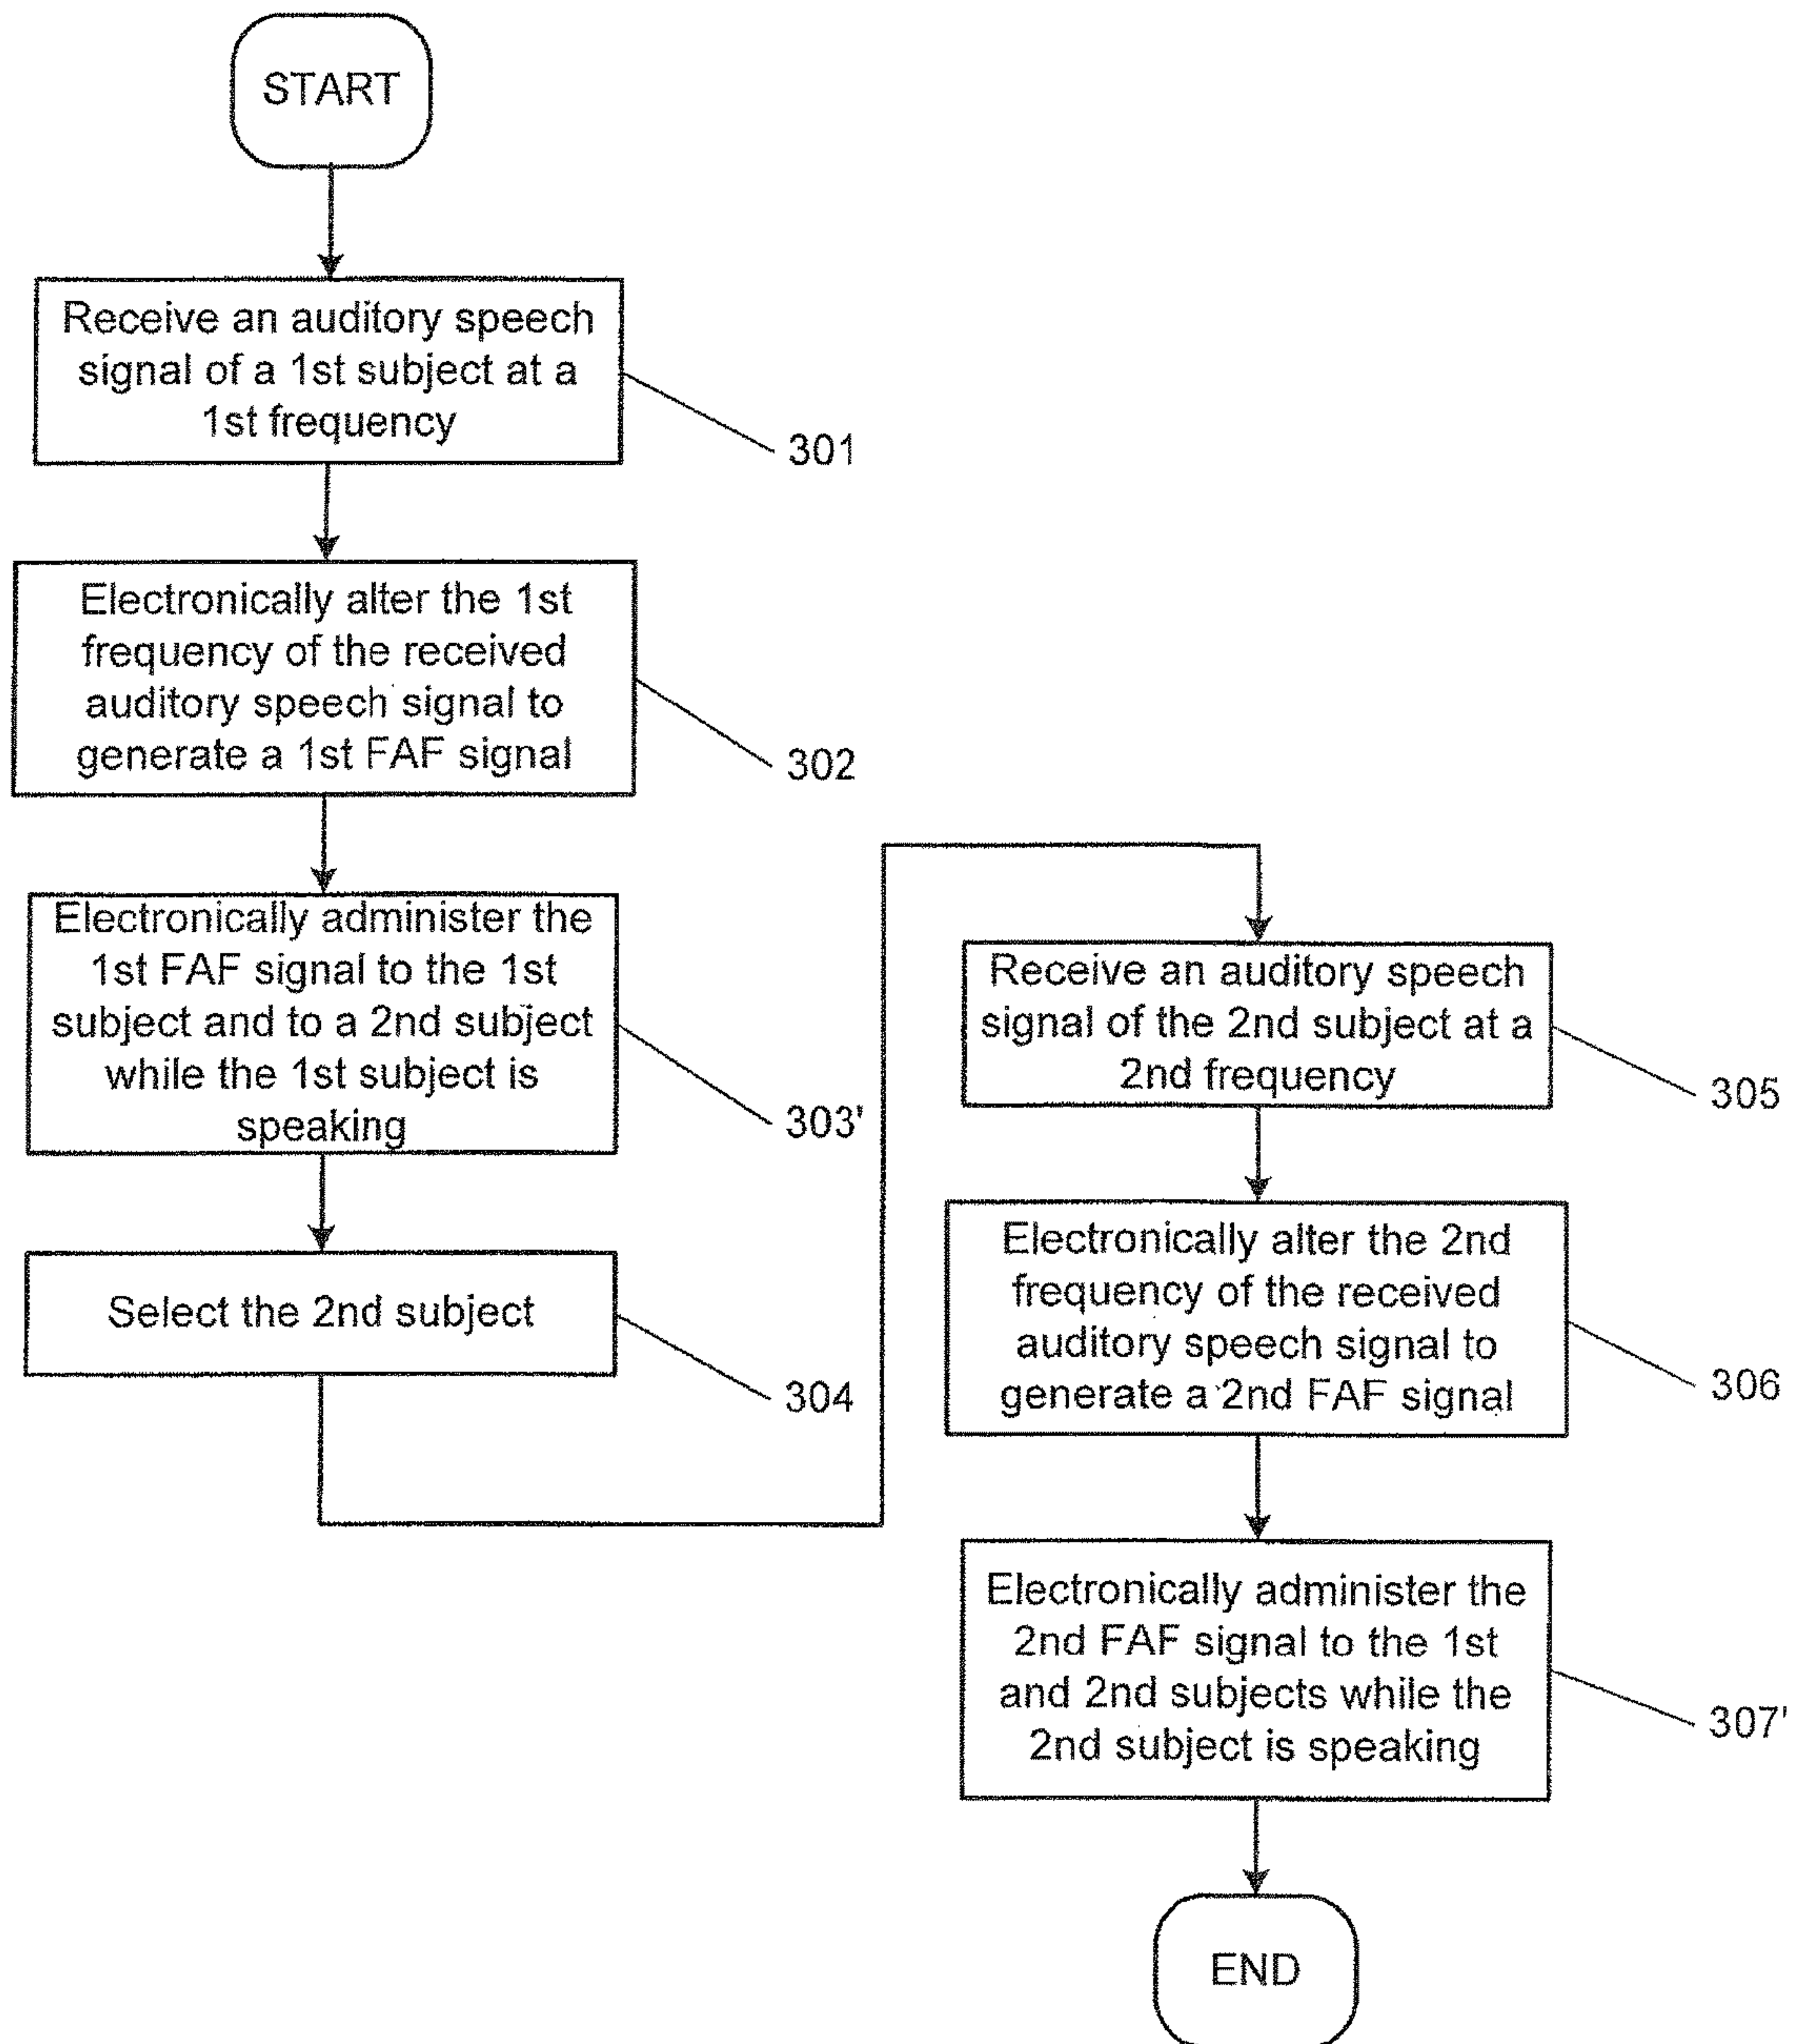 START
Receive an auditory speech
signal of a 1st subject at a
1st frequency
301
Electronically alter the 1st
frequency of the received
auditory speech signal to
generate a 1st FAF signal
302
Electronically administer the
1st FAF signal to the 1st
subject and to a 2nd subject
while the 1st subject is
speaking
303'
Select the 2nd subject
304
Receive an auditory speech
signal of the 2nd subject at a
2nd frequency
305
Electronically alter the 2nd
frequency of the received
auditory speech signal to
generate a 2nd FAF signal
306
Electronically administer the
2nd FAF signal to the 1st
and 2nd subjects while the
2nd subject is speaking
307'
END